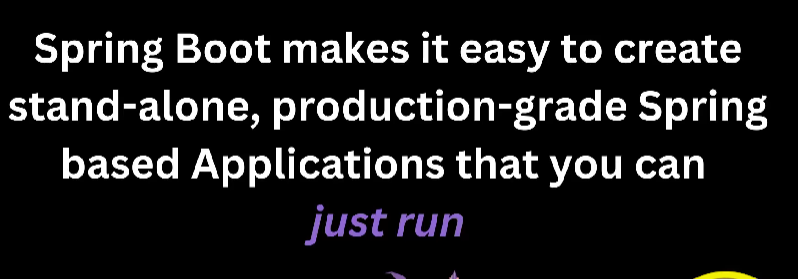 Spring Boot makes it easy to create
stand-alone, production-grade Spring
based Applications that you can
just run